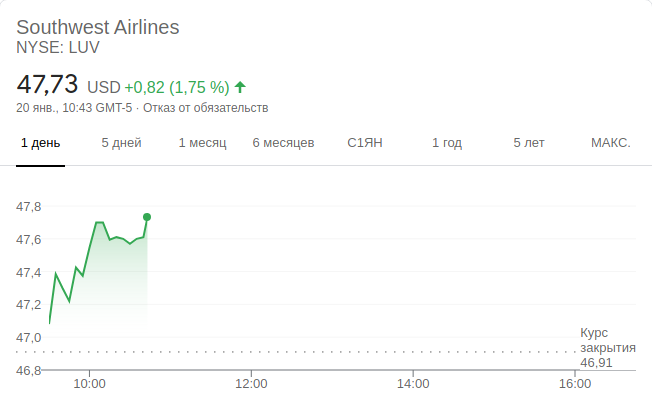 Southwest Airlines
NYSE: LUV
47,73 USD +0,82 (1,75 %)
20 янв., 10:43 GMT-5 · Отказ от обязательств
1 день 5 дней 1 месяц 6 месяцев С1ЯН 1 год 5 лет МАКС.
47,8
47,6
47,4
47,2
47,0
46,8
Курс
закрытия
46,91
10:00 12:00 14:00 16:00